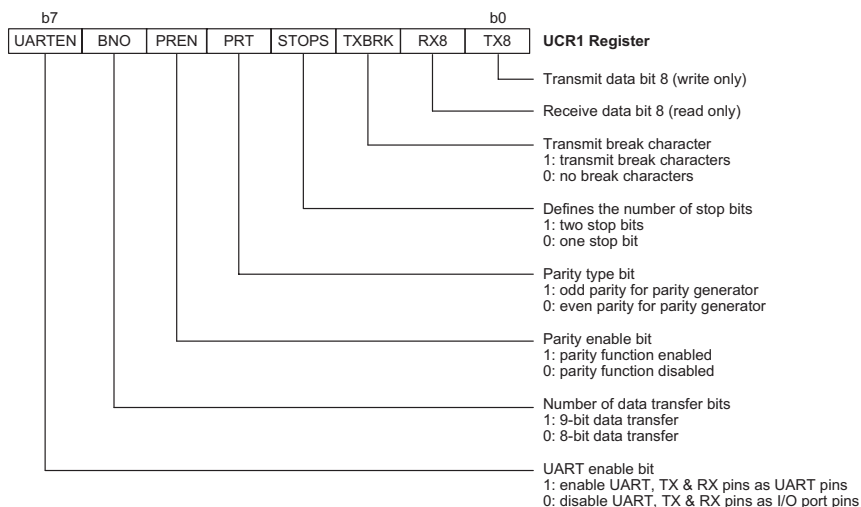 b7 b0
UARTEN BNO PREN PRT STOPS TXBRK RX8 TX8 UCR1 Register
Transmit data bit 8 (write only)
Receive data bit 8 (read only)
Transmit break character
1: transmit break characters
0: no break characters
Defines the number of stop bits
1: two stop bits
0: one stop bit
Parity type bit
1: odd parity for parity generator
0: even parity for parity generator
Parity enable bit
1: parity function enabled
0: parity function disabled
Number of data transfer bits
1: 9-bit data transfer
0: 8-bit data transfer
UART enable bit
1: enable UART, TX & RX pins as UART pins
0: disable UART, TX & RX pins as I/O port pins